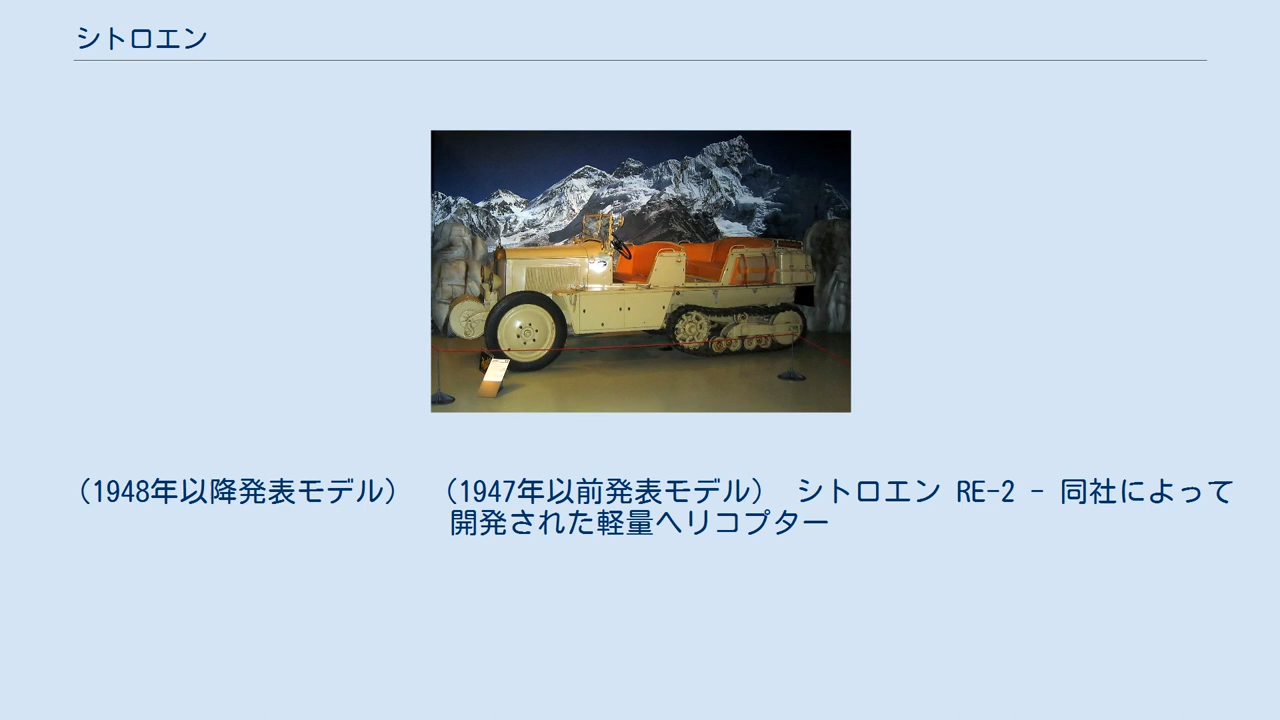 シトロエン
（1948年以降発表モデル）　（1947年以前発表モデル）　シトロエン RE-2 - 同社によって
開発された軽量ヘリコプター